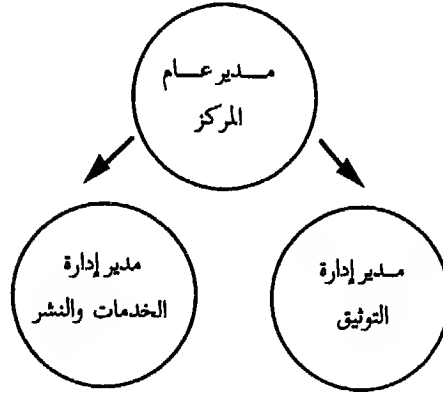 مدير عام
المركز
مدير إدارة
التوثيق
مدير إدارة
الخدمات والنشر